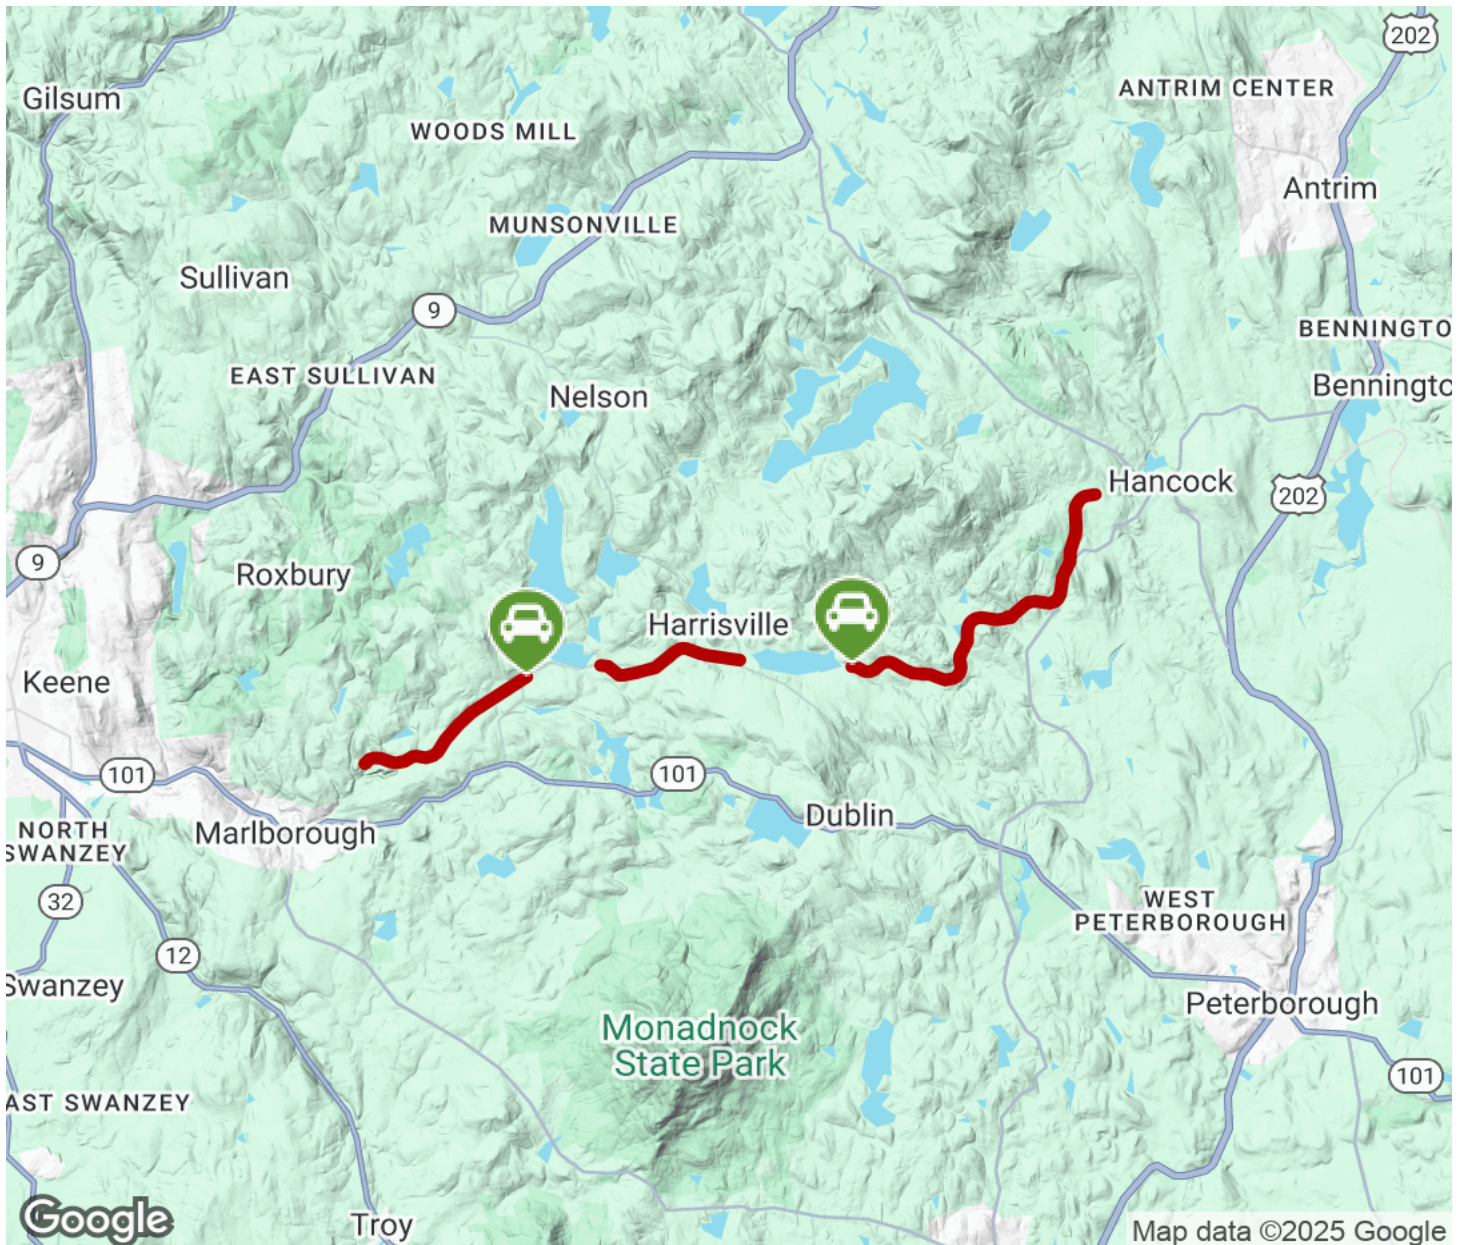 202
Gilsum
ANTRIM CENTER
WOODS MILL
Antrim
MUNSONVILLE
Sullivan
9
BENNINGTO
EAST SULLIVAN
Benningto
Nelson
Hancock
202
9
Roxbury
Harrisville
Keene
101
101
Dublin
NORTH
SWANZEY
Marlborough
32
WEST
PETERBOROUGH
12
Swanzey
Peterborough
Monadnock
State Park
101
AST SWANZEY
Google
Troy
Map data ©2025 Google